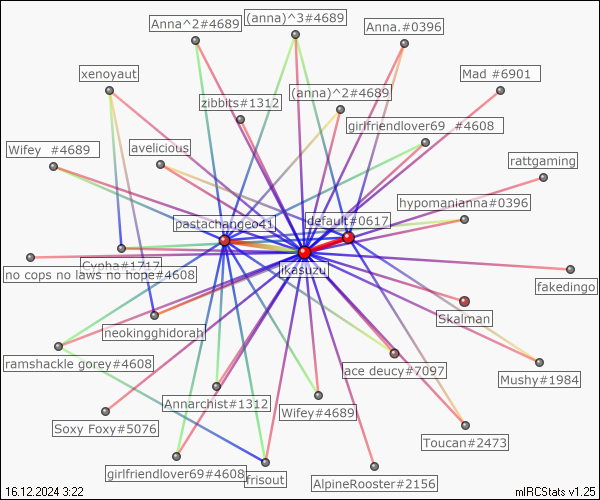 Anna^2#4689
(anna)^3#4689
Anna.#0396
xenoyaut
Mad #6901
zibbits#1312
(anna)^2#4689
girlfriendlover69 #4608
Wifey #4689
avelicious
rattgaming
hypomanianna#0396
pastachangeo41
default#0617
Cypha#1717
ikasuzu
no cops no laws no hope#4608
fakedingo
Skalman
neokingghidorah
ramshackle gorey#4608
ace deucy#7097
Mushy#1984
Annarchist#1312
Wifey#4689
Soxy Foxy#5076
Toucan#2473
girlfriendlover69#4608
frisout
AlpineRooster#2156
16.12.2024 3:22
mIRCStats v1.25